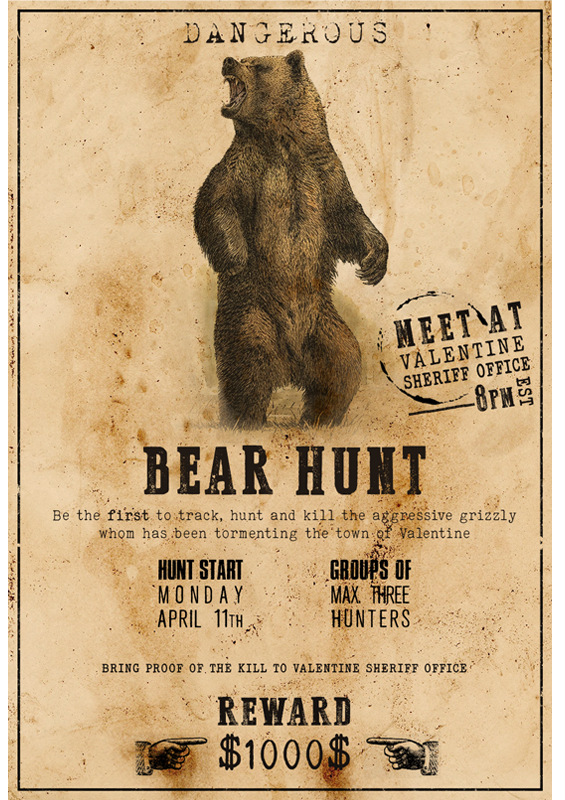 DANGEROUS
MEET AT
VALENTINE
SHERIFF OFFICE
8PM EST
BEAR HUNT
Be the first to track, hunt and kill the aggressive grizzly
whom has been tormenting the town of Valentine
HUNT START
MONDAY
APRIL 11TH
GROUPS OF
MAX. THREE
HUNTERS
BRING PROOF OF THE KILL TO VALENTINE SHERIFF OFFICE
REWARD
$1000$